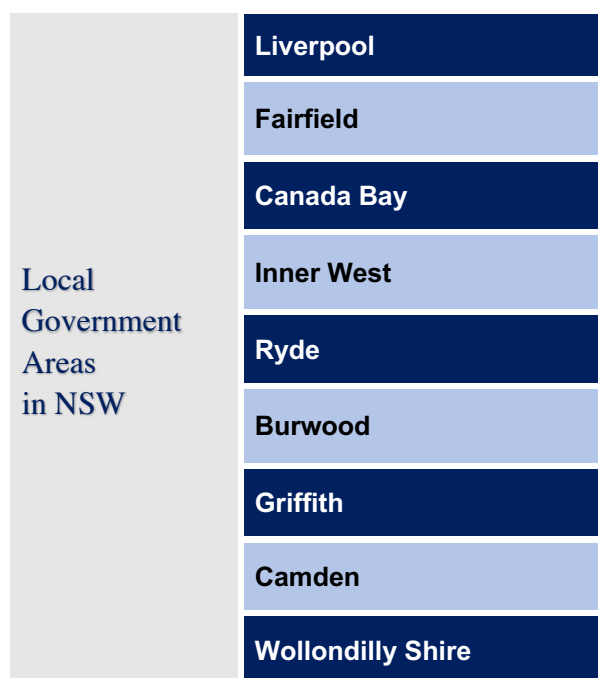 Local
Government
Areas
in NSW
Liverpool
Fairfield
Canada Bay
Inner West
Ryde
Burwood
Griffith
Camden
Wollondilly Shire